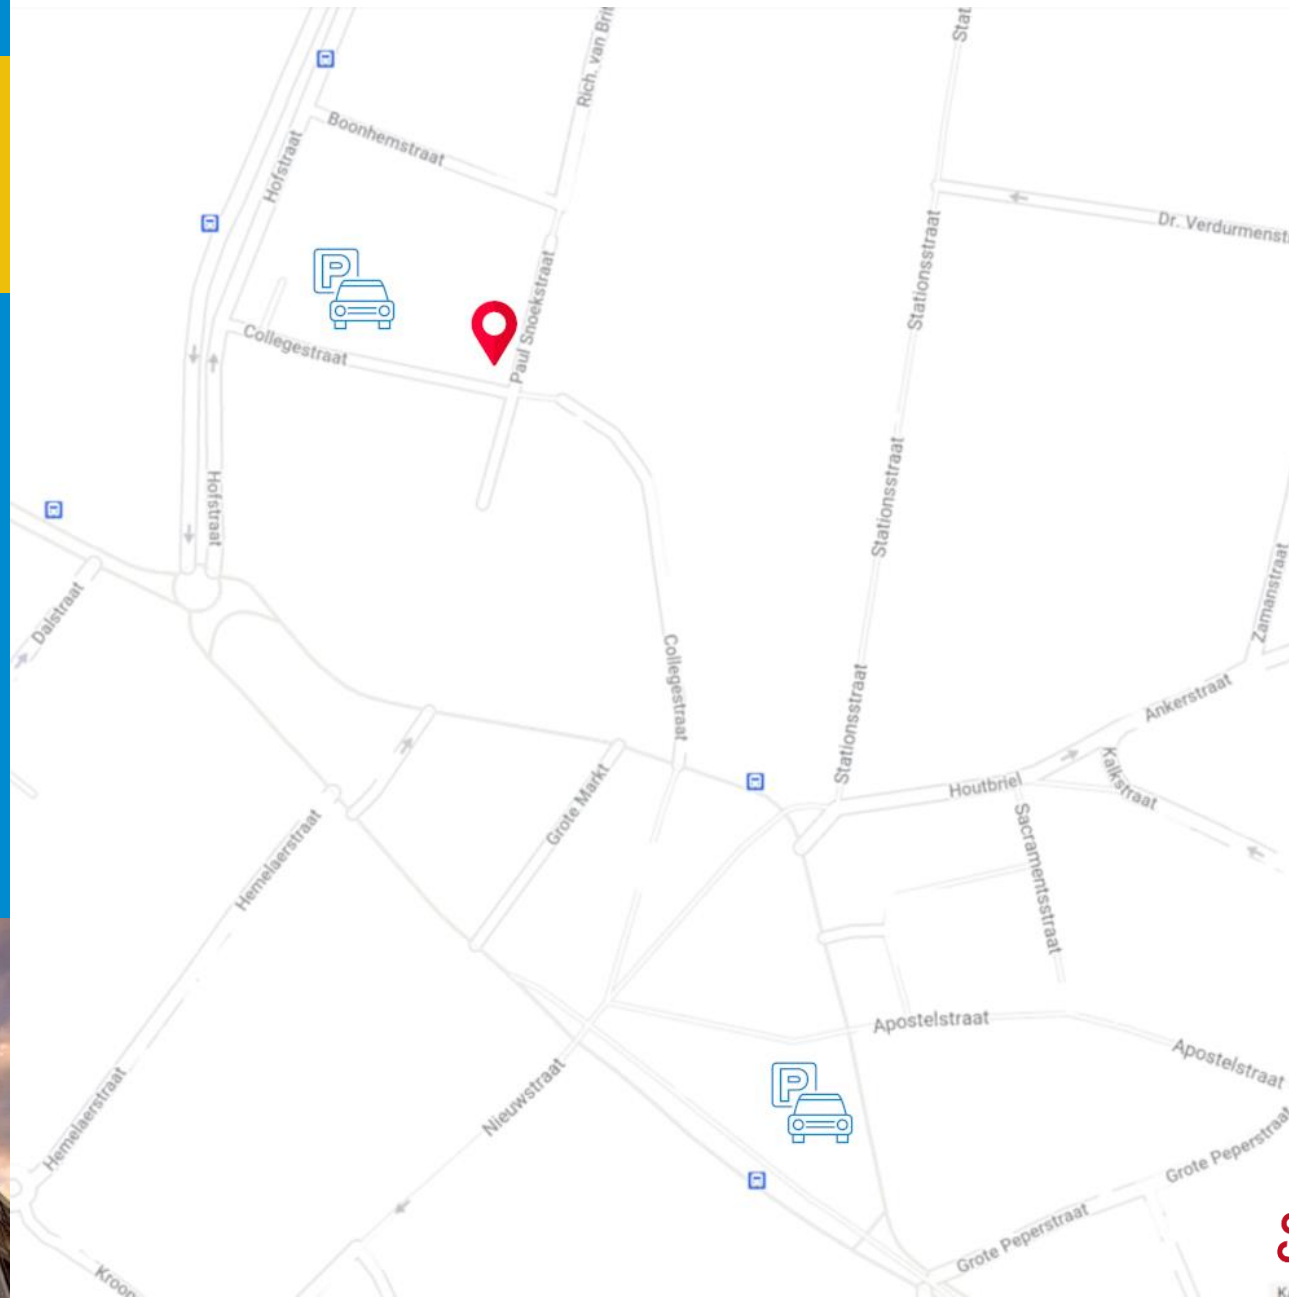 Stat
Rich. van Brit
Boonhemstraat
Hofstraat
Dr. Verdurmenst
P
Stationsstraat
Paul Snoekstraat
Collegestraat
Stationsstraat
Hofstraat
Zamanstraat
Dalstraat
Collegestraat
Stationsstraat
Ankerstraat
Houtbriel
Kalkstraat
Grote Markt
Hemelaerstraat
Sacramentsstraat
Apostelstraat
Apostelstraat
P
Nieuwstraat
Hemelaerstraat
Grote Peperstraat
Grote Peperstraat
Kroon